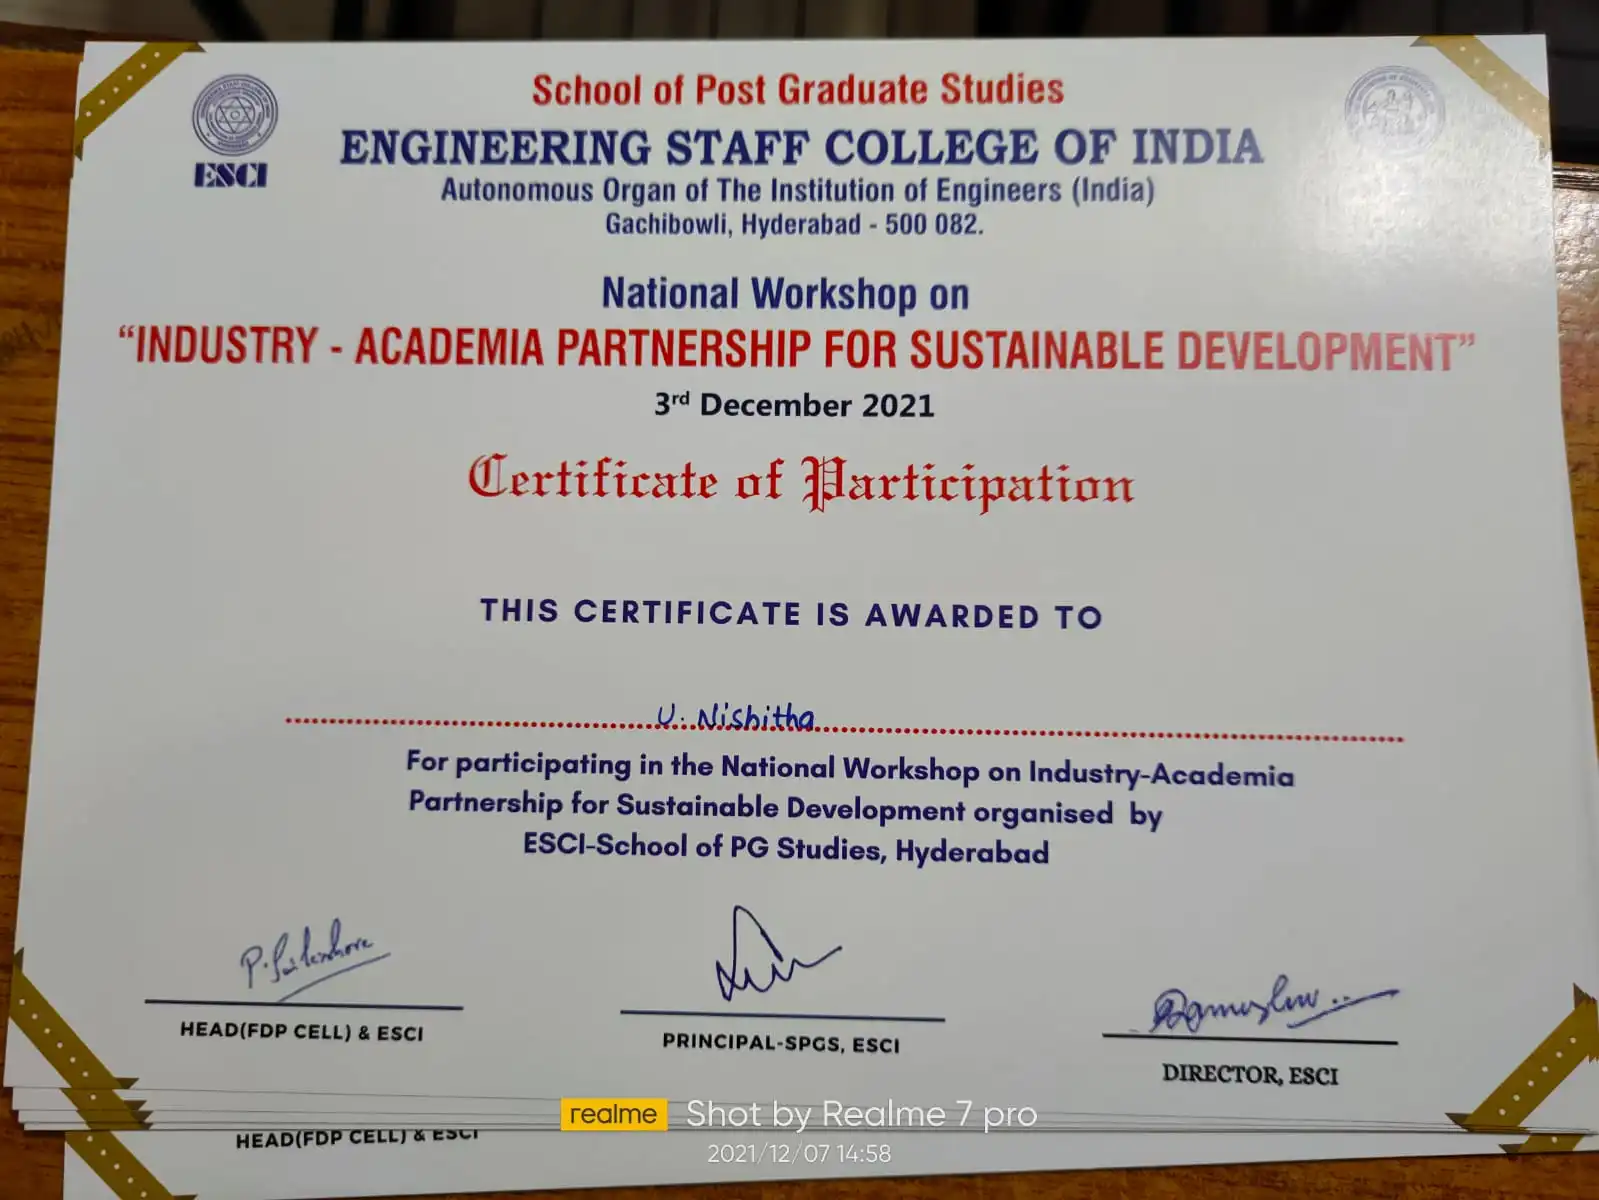 School of Post Graduate Studies
ENGINEERING STAFF COLLEGE OF INDIA
ESCI
Autonomous Organ of The Institution of Engineers (India)
Gachibowli, Hyderabad - 500 082.
National Workshop on
“INDUSTRY - ACADEMIA PARTNERSHIP FOR SUSTAINABLE DEVELOPMENT”
3rd December 2021
Certificate of Participation
THIS CERTIFICATE IS AWARDED TO
U. Nishitha
For participating in the National Workshop on Industry-Academia
Partnership for Sustainable Development organised by
ESCI-School of PG Studies, Hyderabad
HEAD(FDP CELL) & ESCI
PRINCIPAL-SPGS, ESCI
DIRECTOR, ESCI
realme Shot by Realme 7 pro
2021/12/07 14:58
HEAD(FDP CELL) & ESCI